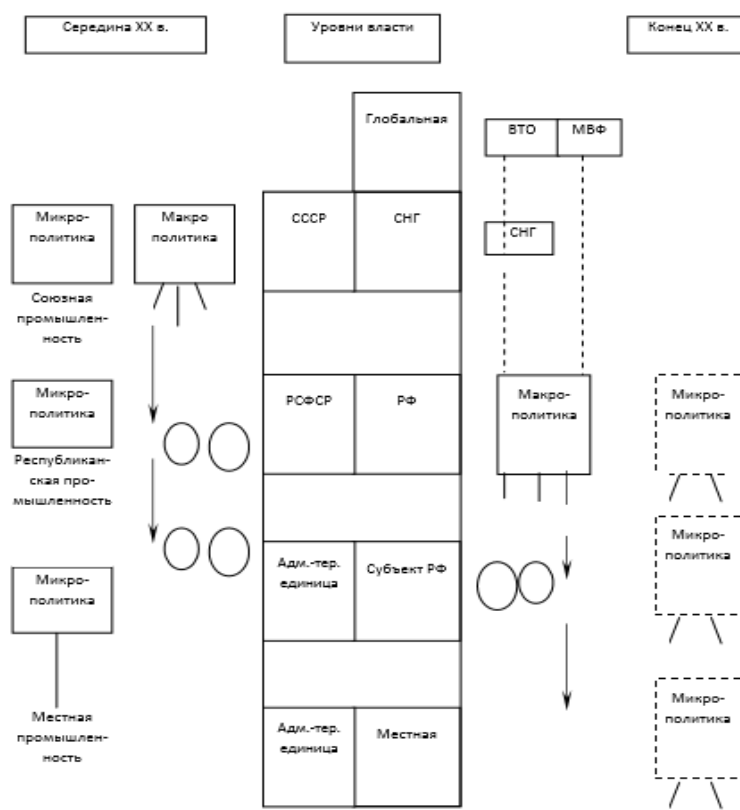 Середина XX в.
Уровни власти
Конец XX в.
Глобальная
ВТО
МВФ
Микро-
политика
Макро
политика
СССР
СНГ
СНГ
Союзная
промышлен-
ность
Микро-
политика
РСФСР
РФ
Макро-
политика
Микро-
политика
Республикан-
ская про-
мышленность
Микро-
политика
Адм.-тер.
единица
Субъект РФ
Микро-
политика
Местная
промышлен-
ность
Адм.-тер.
единица
Местная
Микро-
политика